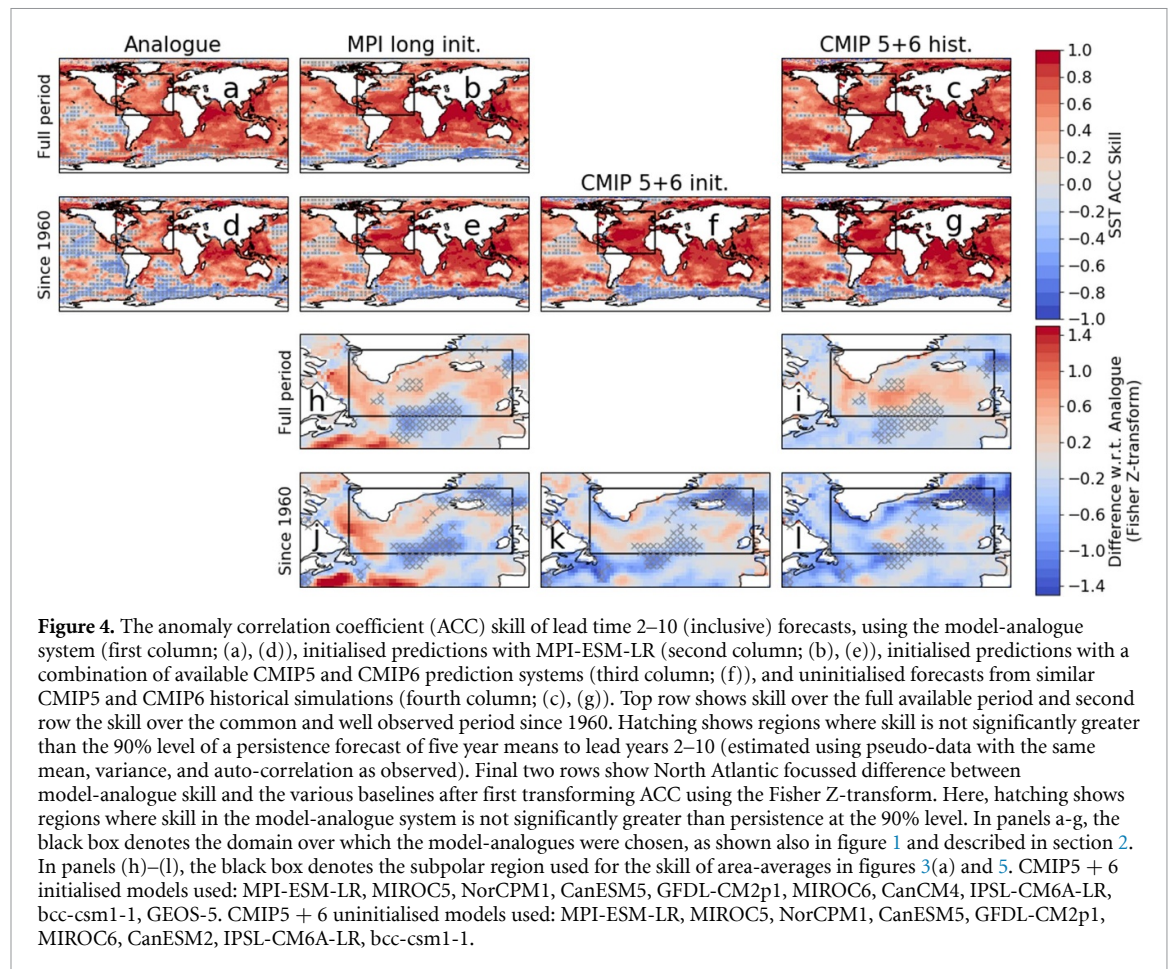 Analogue
MPI long init.
CMIP 5+6 hist.
Full period
a
b
c
1.0
0.8
0.6
0.4
0.2
0.0
−0.2
−0.4
−0.6
−0.8
−1.0
SST ACC Skill
CMIP 5+6 init.
Since 1960
d
e
f
g
Full period
h
i
1.4
1.0
0.6
0.2
−0.2
−0.6
−1.0
−1.4
Difference w.r.t. Analogue
(Fisher Z-transform)
Since 1960
j
k
l
Figure 4. The anomaly correlation coefficient (ACC) skill of lead time 2–10 (inclusive) forecasts, using the model-analogue
system (first column; (a), (d)), initialised predictions with MPI-ESM-LR (second column; (b), (e)), initialised predictions with a
combination of available CMIP5 and CMIP6 prediction systems (third column; (f)), and uninitialised forecasts from similar
CMIP5 and CMIP6 historical simulations (fourth column; (c), (g)). Top row shows skill over the full available period and second
row the skill over the common and well observed period since 1960. Hatching shows regions where skill is not significantly greater
than the 90% level of a persistence forecast of five year means to lead years 2–10 (estimated using pseudo-data with the same
mean, variance, and auto-correlation as observed). Final two rows show North Atlantic focussed difference between
model-analogue skill and the various baselines after first transforming ACC using the Fisher Z-transform. Here, hatching shows
regions where skill in the model-analogue system is not significantly greater than persistence at the 90% level. In panels a-g, the
black box denotes the domain over which the model-analogues were chosen, as shown also in figure 1 and described in section 2.
In panels (h)–(l), the black box denotes the subpolar region used for the skill of area-averages in figures 3(a) and 5. CMIP5 + 6
initialised models used: MPI-ESM-LR, MIROC5, NorCPM1, CanESM5, GFDL-CM2p1, MIROC6, CanCM4, IPSL-CM6A-LR,
bcc-csm1-1, GEOS-5. CMIP5 + 6 uninitialised models used: MPI-ESM-LR, MIROC5, NorCPM1, CanESM5, GFDL-CM2p1,
MIROC6, CanESM2, IPSL-CM6A-LR, bcc-csm1-1.